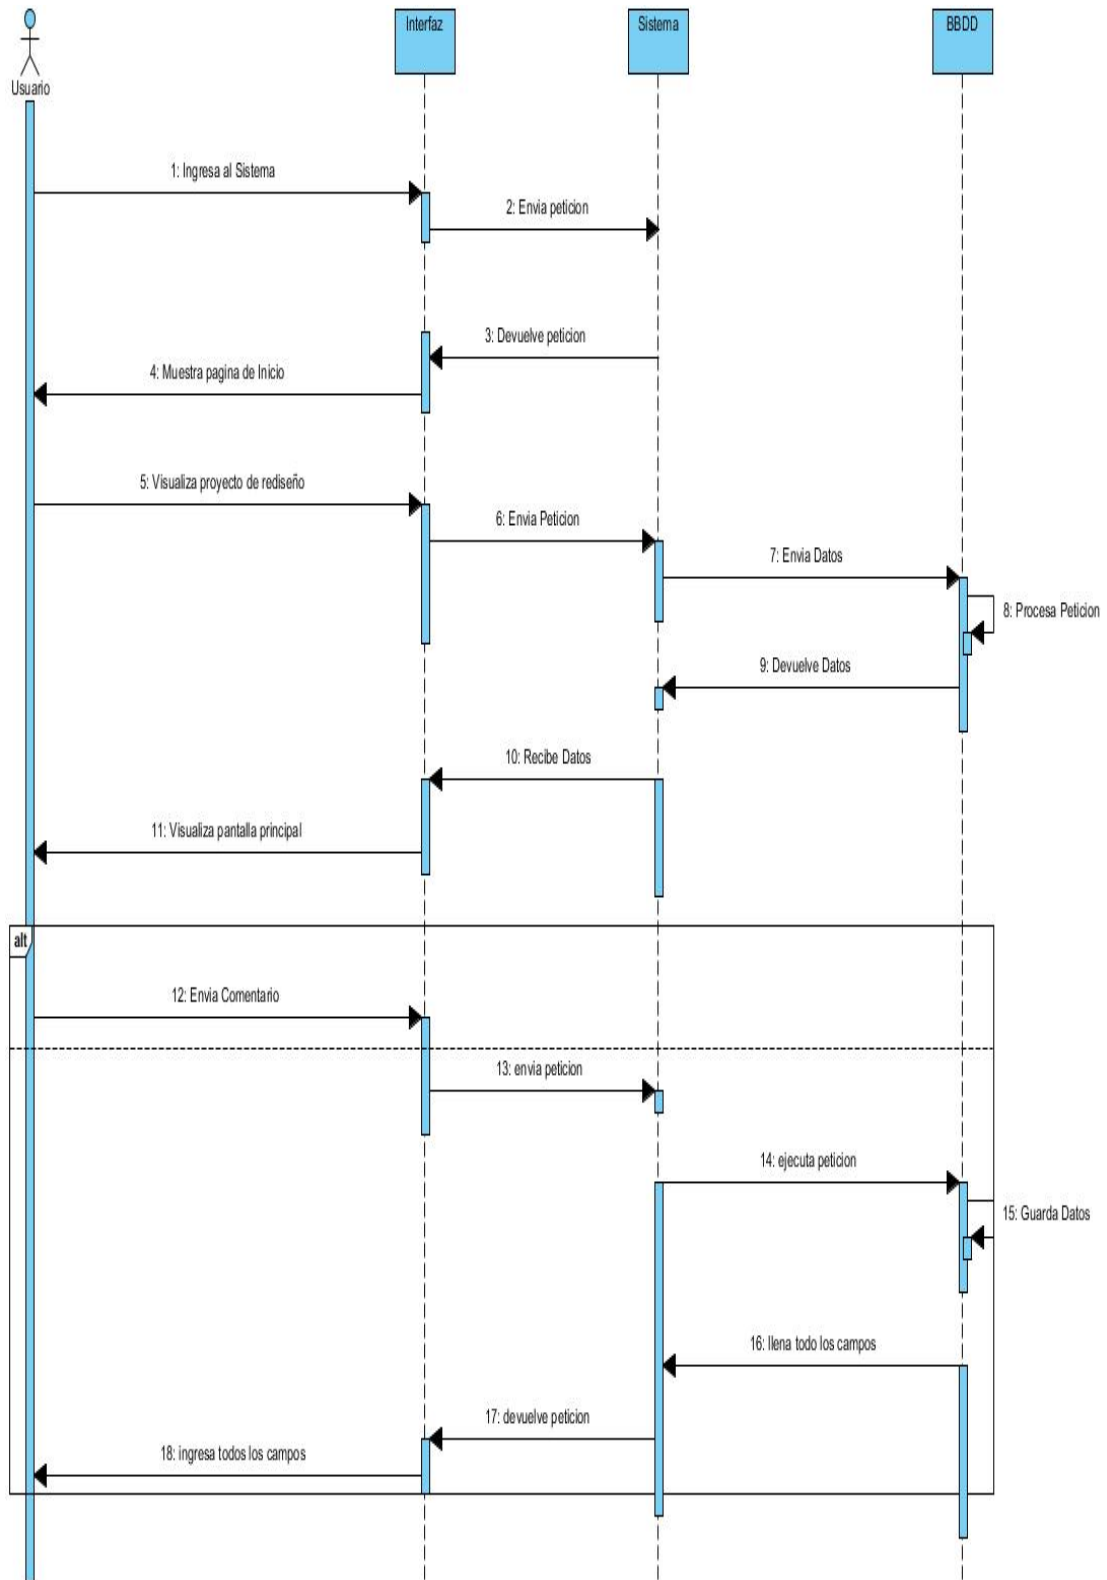 Usuario
Interfaz
Sistema
BBDD
1: Ingresa al Sistema
2: Envia peticion
3: Devuelve peticion
4: Muestra pagina de Inicio
5: Visualiza proyecto de rediseño
6: Envia Peticion
7: Envia Datos
8: Procesa Peticion
9: Devuelve Datos
10: Recibe Datos
11: Visualiza pantalla principal
alt
12: Envia Comentario
13: envia peticion
14: ejecuta peticion
15: Guarda Datos
16: llena todo los campos
17: devuelve peticion
18: ingresa todos los campos